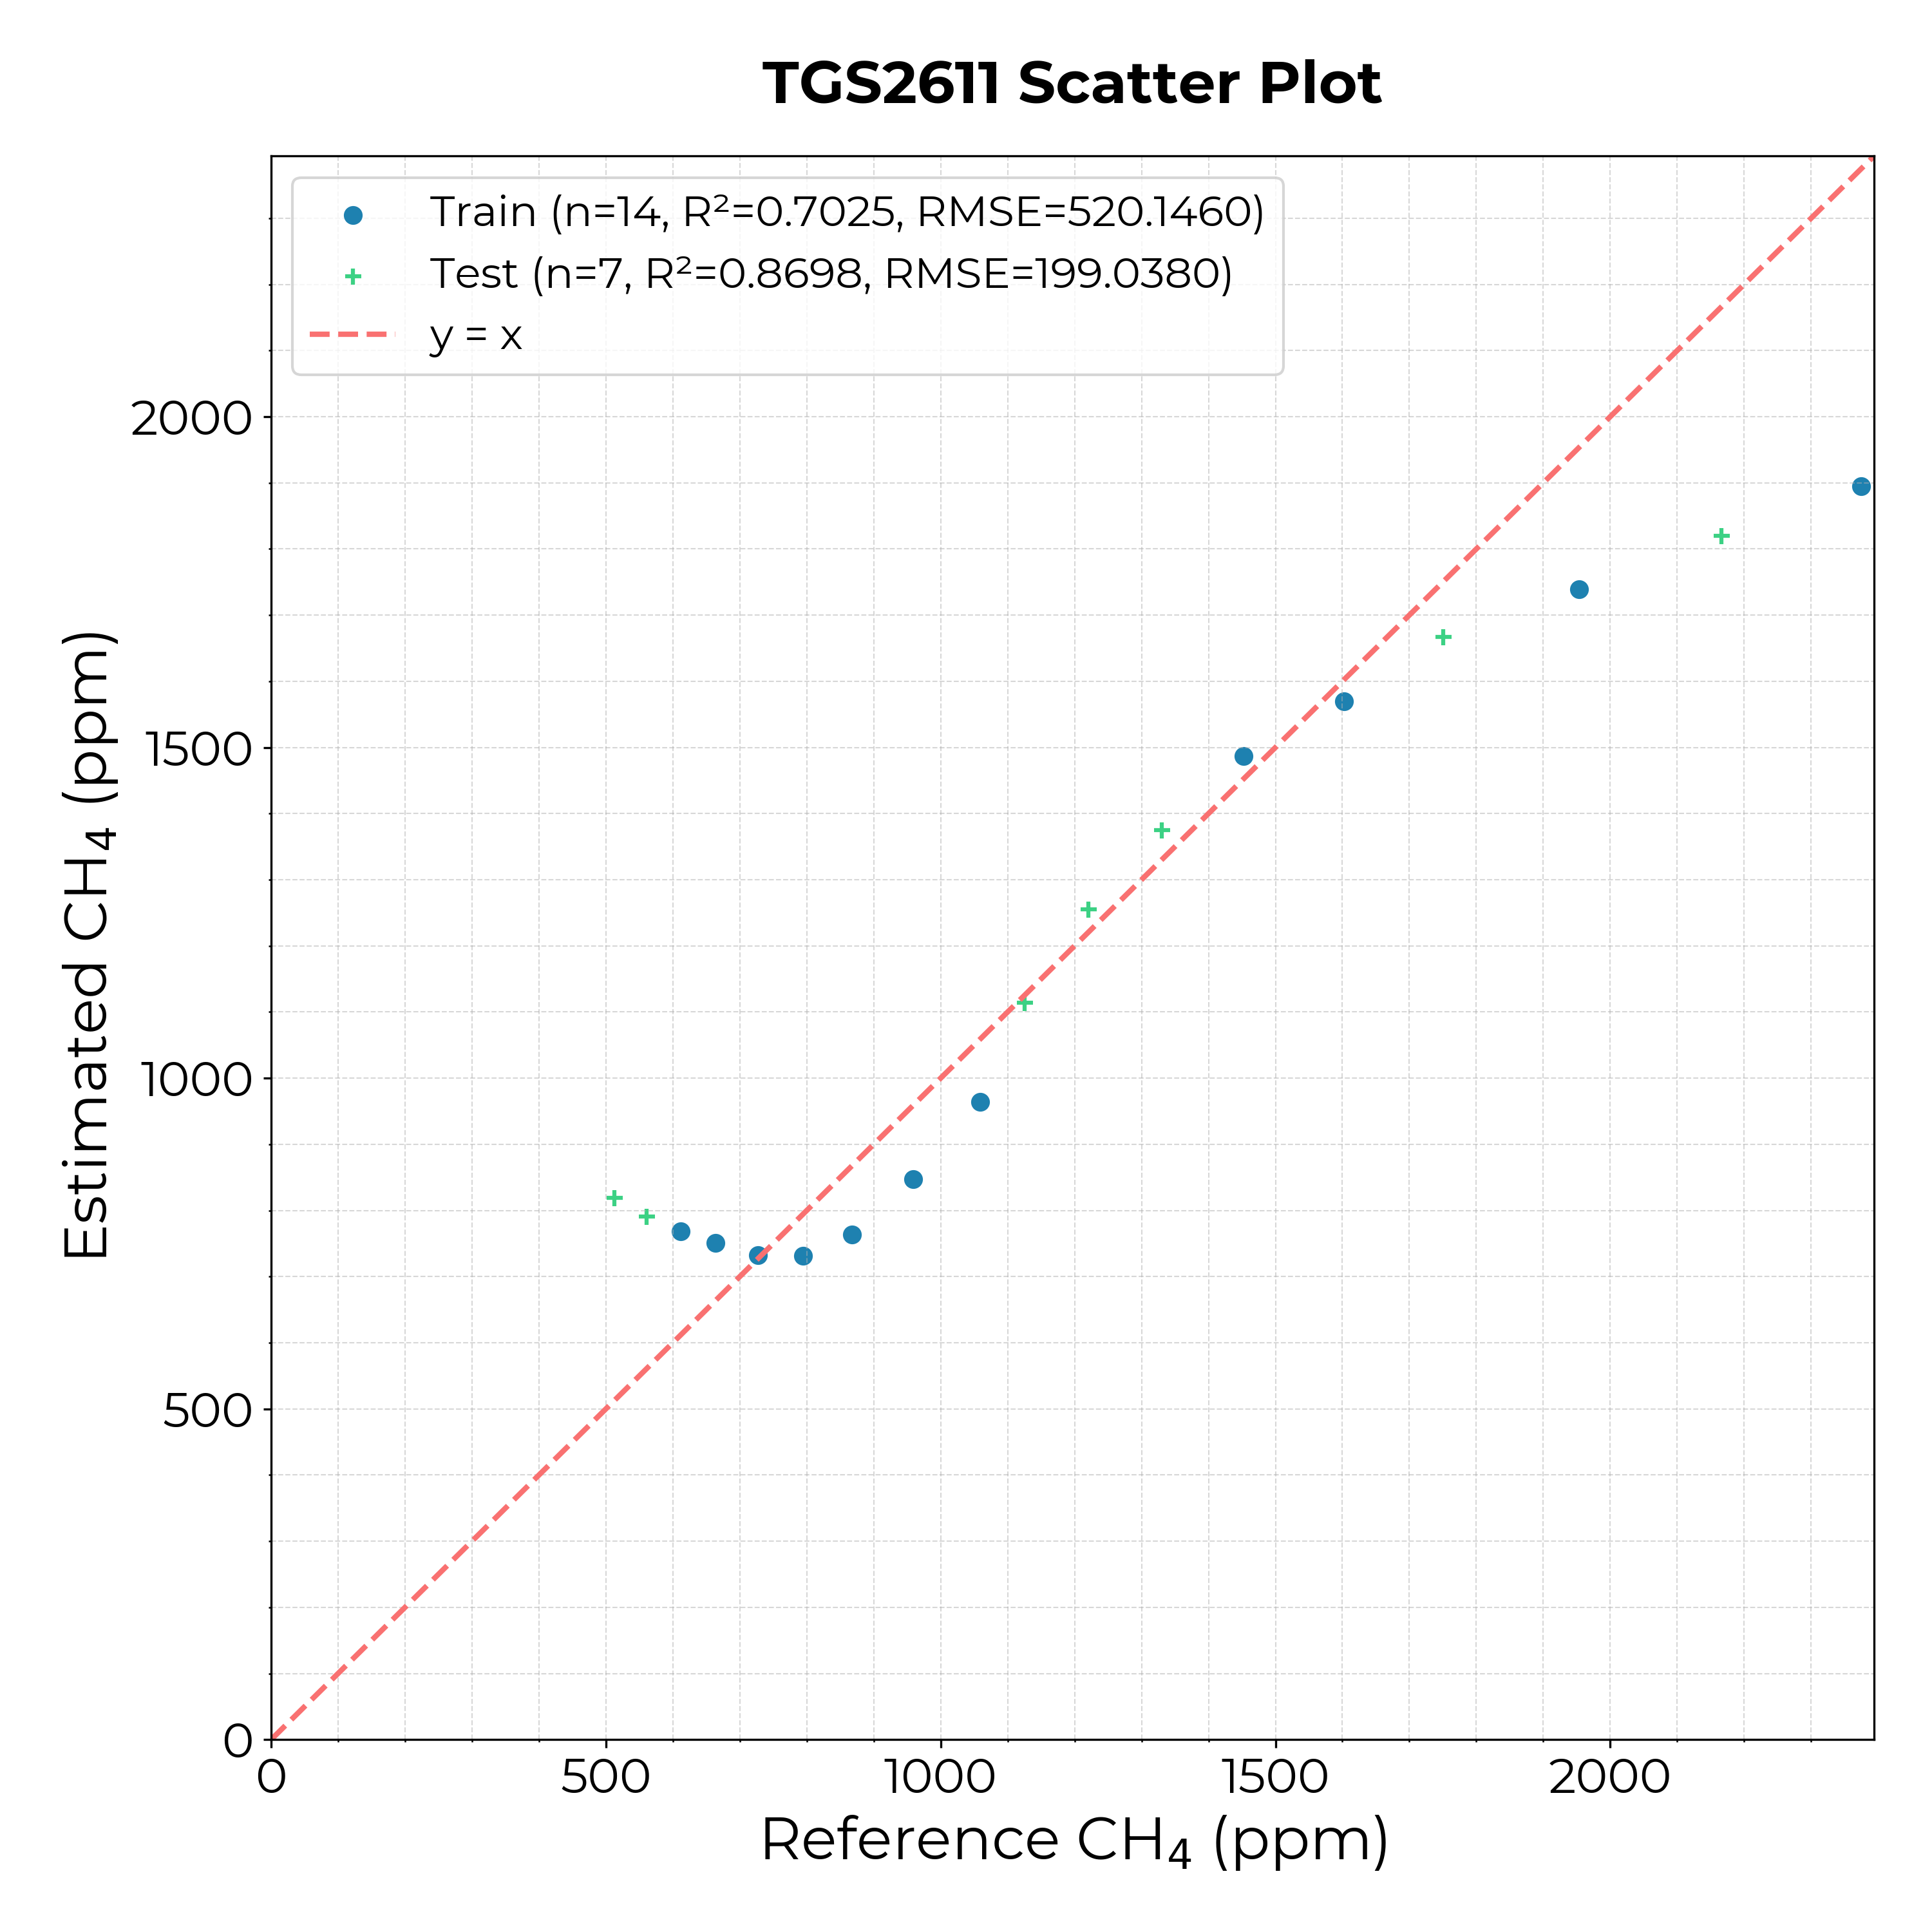 TGS2611 Scatter Plot
Train (n=14, R²=0.7025, RMSE=520.1460)
Test (n=7, R²=0.8698, RMSE=199.0380)
y = x
Estimated CH₄ (ppm)
2000
1500
1000
500
0
0 500 1000 1500 2000
Reference CH₄ (ppm)